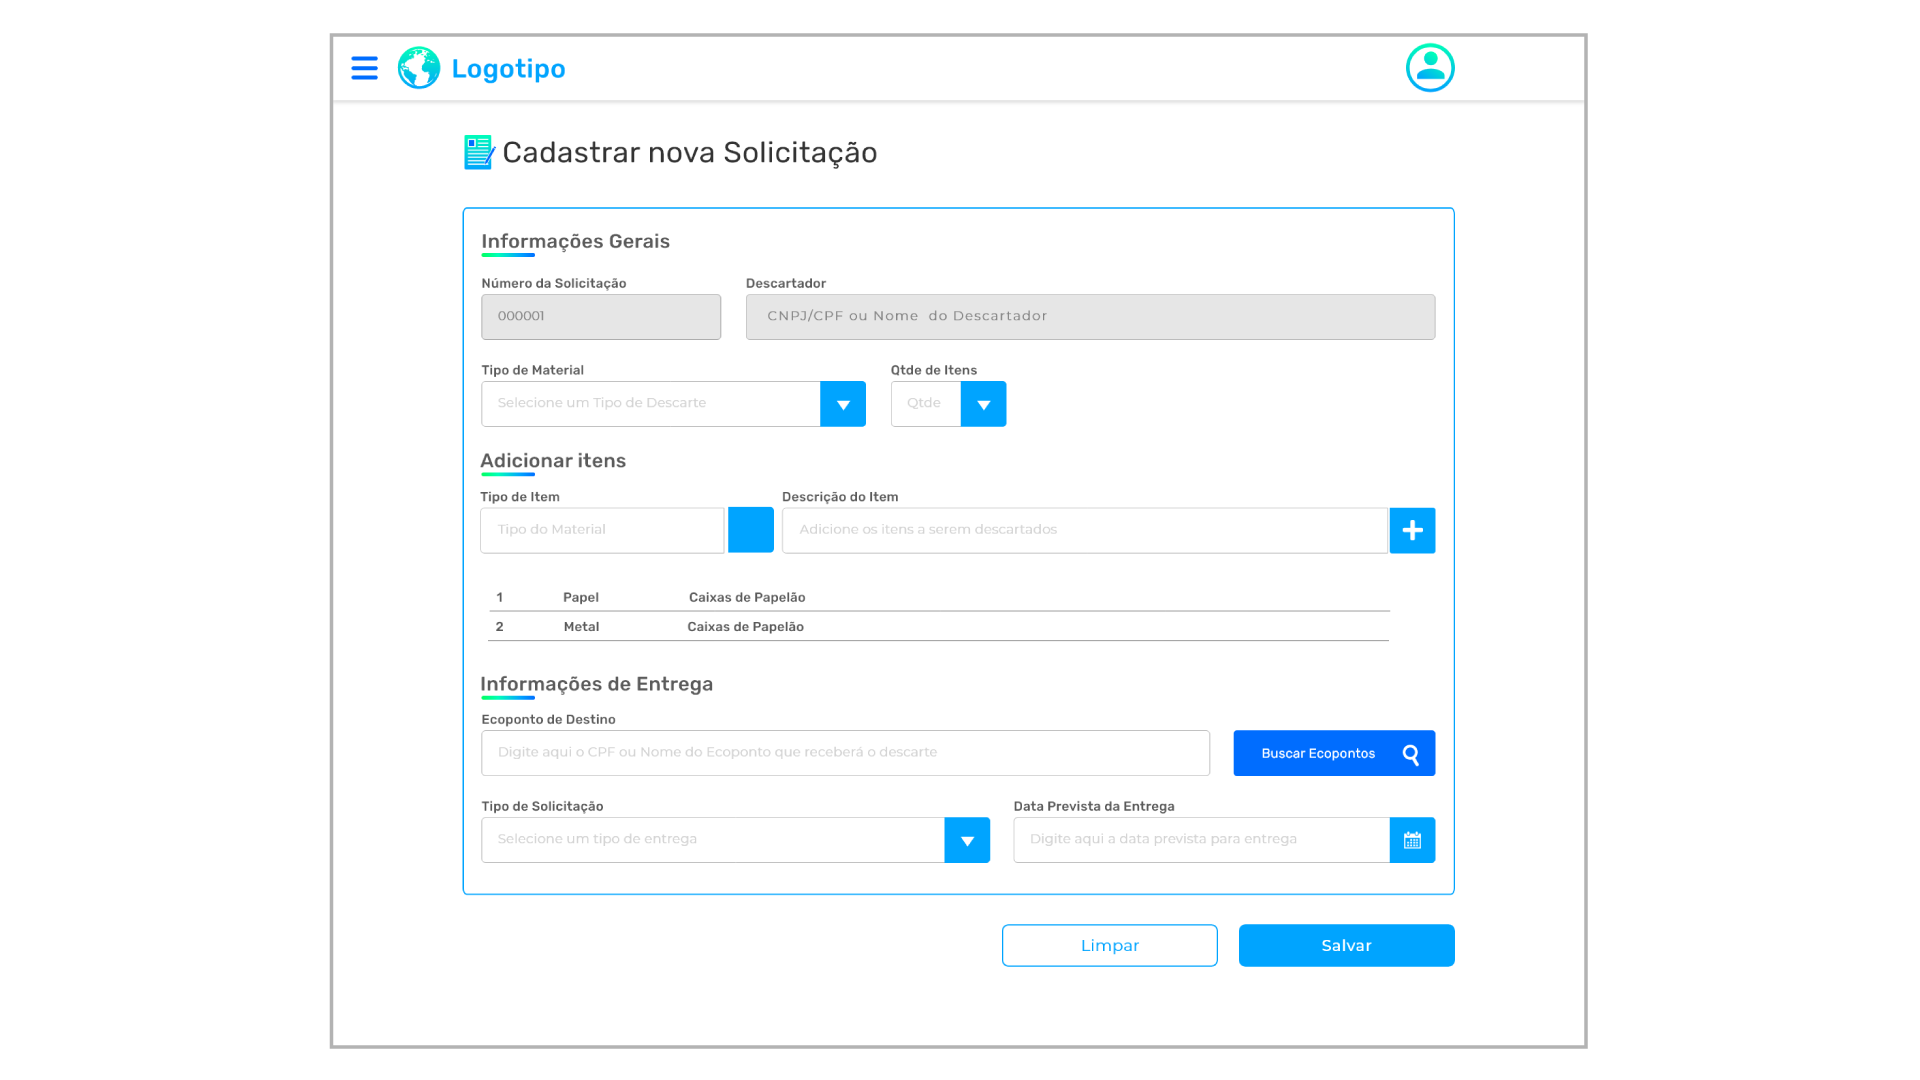 Logotipo
Cadastrar nova Solicitação
Informações Gerais
Número da Solicitação
Descartador
000001
CNPJ/CPF ou Nome do Descartador
Tipo de Material
Qtde de Itens
Selecione um Tipo de Descarte
Qtde
Adicionar itens
Tipo de Item
Descrição do Item
Tipo do Material
Adicione os itens a serem descartados
1 Papel Caixas de Papelão
2 Metal Caixas de Papelão
Informações de Entrega
Ecoponto de Destino
Digite aqui o CPF ou Nome do Ecoponto que receberá o descarte
Buscar Ecopontos
Tipo de Solicitação
Data Prevista da Entrega
Selecione um tipo de entrega
Digite aqui a data prevista para entrega
Limpar
Salvar